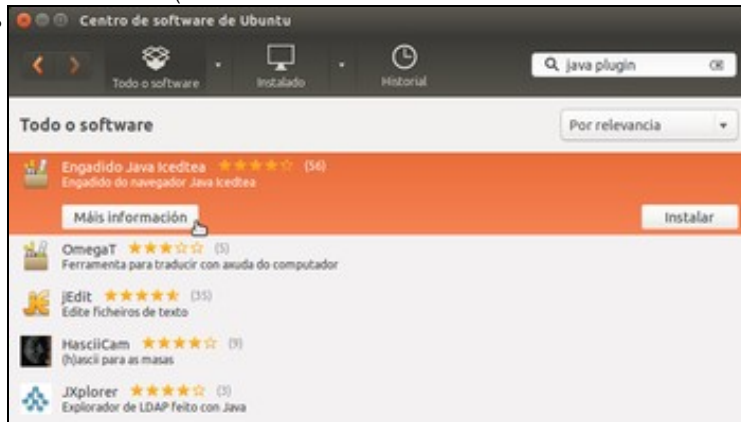 Centro de software de Ubuntu
Todo o software
Instalado
Historial
java plugin
Todo o software
Por relevancia
Engadido Java Icedtea (56)
Engadido do navegador Java Icedtea
Máis información
Instalar
OmegaT (5)
Ferramenta para traducir con axuda do computador
jEdit (35)
Edite ficheiros de texto
HasciiCam (9)
(h)ascii para as masas
JXplorer (3)
Explorador de LDAP feito con Java